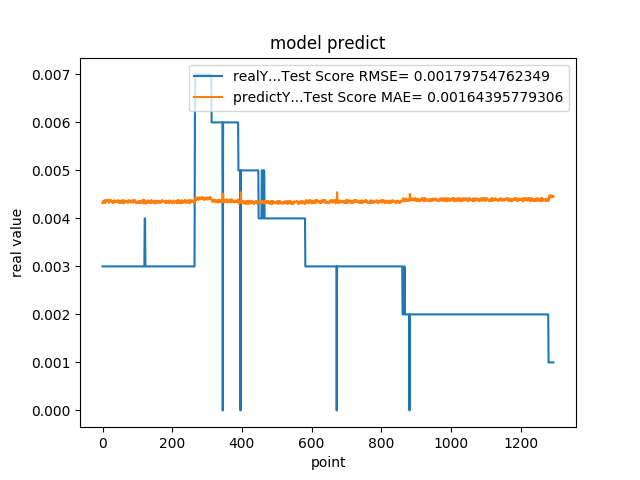 model predict
realY...Test Score RMSE= 0.00179754762349
predictY...Test Score MAE= 0.00164395779306
0.007
0.006
0.005
0.004
0.003
0.002
0.001
0.000
real value
0 200 400 600 800 1000 1200
point